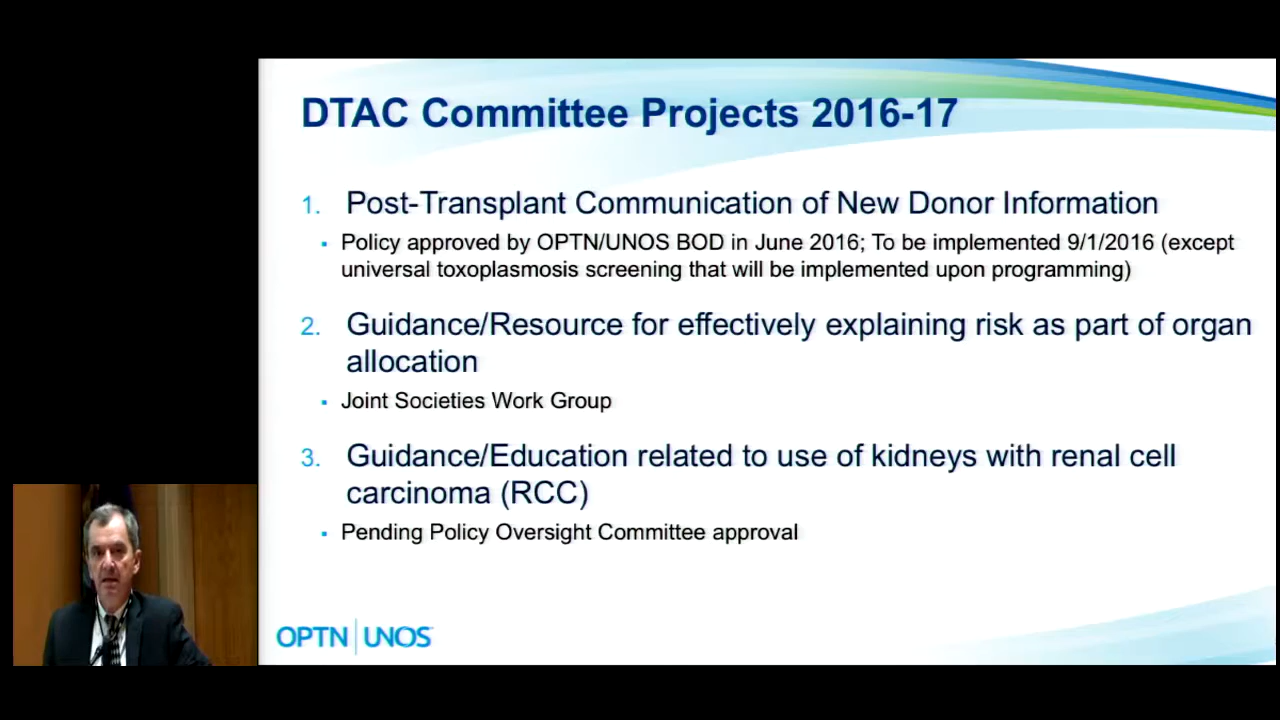 DTAC Committee Projects 2016-17
1. Post-Transplant Communication of New Donor Information
Policy approved by OPTN/UNOS BOD in June 2016; To be implemented 9/1/2016 (except
universal toxoplasmosis screening that will be implemented upon programming)
2. Guidance/Resource for effectively explaining risk as part of organ
allocation
Joint Societies Work Group
3. Guidance/Education related to use of kidneys with renal cell
carcinoma (RCC)
Pending Policy Oversight Committee approval
OPTN UNOS